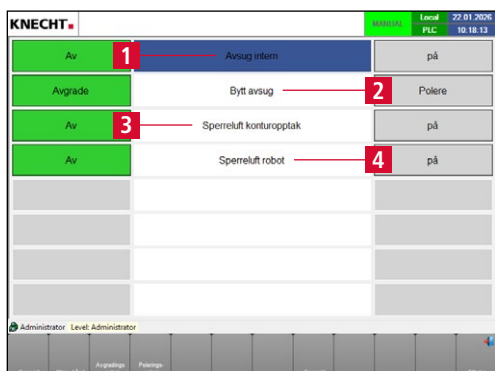 KNECHT
MANUAL
Local 22.01.2026
PLC 10:18:13
Av 1 Avsug intern på
Avgrade Bytt avsug 2 Polere
Av 3 Sperreluft konturopptak på
Av Sperreluft robot 4 på
Administrator Level: Administrator
Avgradings Polerings-